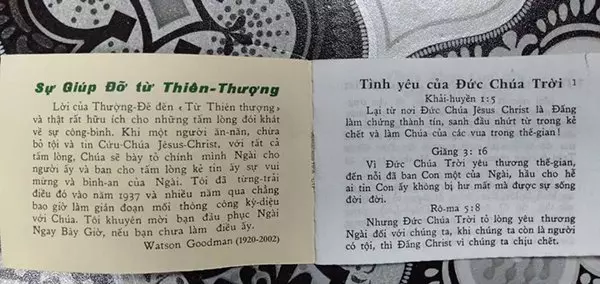 Sự Giúp Đỡ từ Thiên-Thượng
Lời của Thượng-Đế đến « Từ Thiên thượng »
và thật rất hữu ích cho những tấm lòng đói khát
về sự công-bình. Khi một người ăn-năn, chừa
bỏ tội và tin Cứu-Chúa Jêsus-Christ, với tất cả
tấm lòng, Chúa sẽ bày tỏ chính mình Ngài cho
người ấy và ban cho tấm lòng kẻ tin ấy sự vui
mừng và bình-an của Ngài. Tôi đã từng-trải
điều đó vào năm 1937 và nhiều năm qua chẳng
bao giờ làm gián đoạn mối thông công kỳ-diệu
với Chúa. Tôi khuyên mời bạn đầu phục Ngài
Ngay Bây Giờ, nếu bạn chưa làm điều ấy.
Watson Goodman (1920-2002)
Tình yêu của Đức Chúa Trời 1
Khải-huyền 1:5
Lại từ nơi Đức Chúa Jêsus Christ là Đấng
làm chứng thành tín, sanh đầu nhứt từ trong kẻ
chết và làm Chúa của các vua trong thế-gian!
Giăng 3: 16
Vì Đức Chúa Trời yêu thương thế-gian,
đến nỗi đã ban Con một của Ngài, hầu cho hễ
ai tin Con ấy không bị hư mất mà được sự sống
đời đời.
Rô-ma 5:8
Nhưng Đức Chúa Trời tỏ lòng yêu thương
Ngài đối với chúng ta, khi chúng ta còn là người
có tội, thì Đấng Christ vì chúng ta chịu chết.